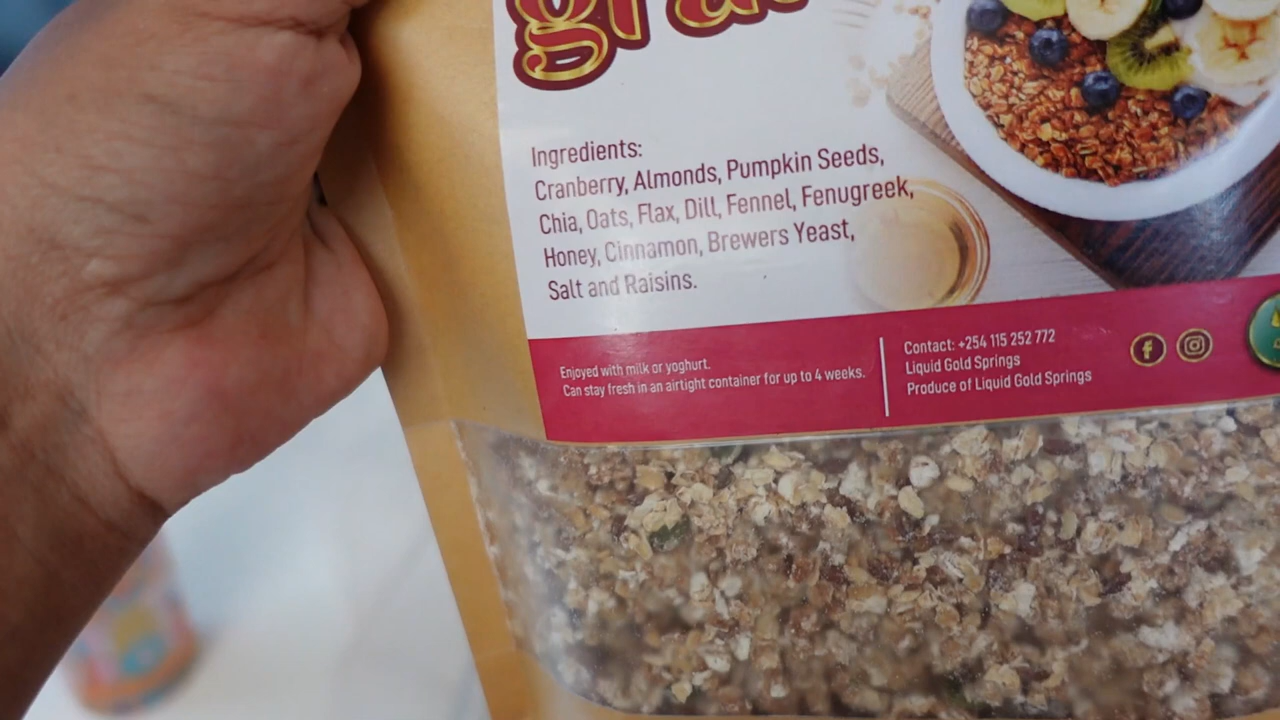 Ingredients:
Cranberry, Almonds, Pumpkin Seeds,
Chia, Oats, Flax, Dill, Fennel, Fenugreek,
Honey, Cinnamon, Brewers Yeast,
Salt and Raisins.
Enjoyed with milk or yoghurt.
Can stay fresh in an airtight container for up to 4 weeks.
Contact: +254 115 252 772
Liquid Gold Springs
Produce of Liquid Gold Springs